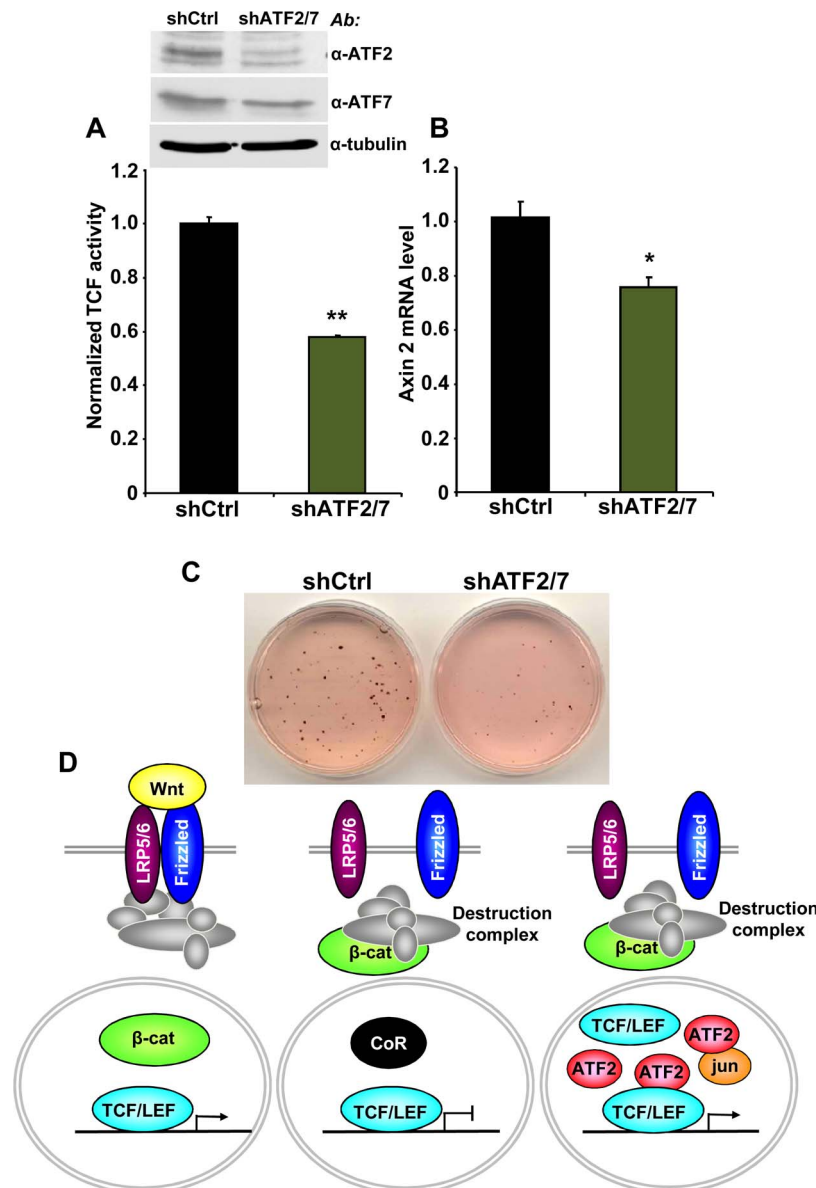 shCtrl shATF2/7 Ab:
α-ATF2
α-ATF7
α-tubulin
A
Normalized TCF activity
1.2
1.0
0.8
0.6
0.4
0.2
0
**
shCtrl shATF2/7
B
Axin 2 mRNA level
1.2
1.0
0.8
0.6
0.4
0.2
0
*
shCtrl shATF2/7
C
shCtrl shATF2/7
D
Wnt
LRP5/6
Frizzled
β-cat
TCF/LEF
LRP5/6
Frizzled
Destruction
complex
β-cat
CoR
TCF/LEF
LRP5/6
Frizzled
Destruction
complex
β-cat
TCF/LEF
ATF2
ATF2
ATF2
jun
TCF/LEF